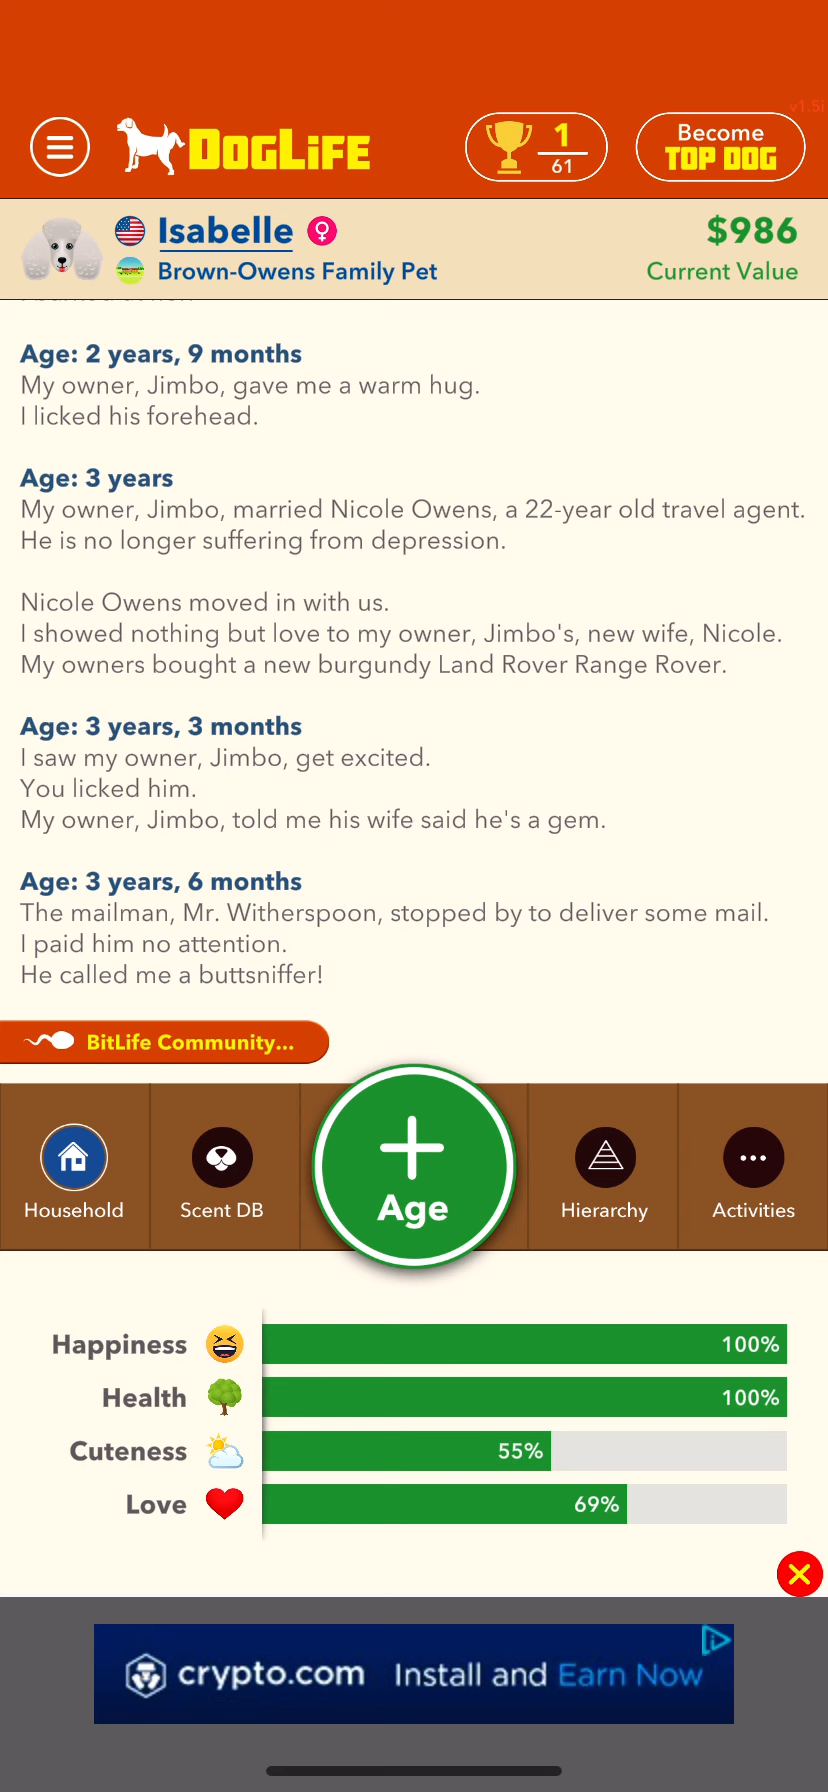 v1.5i
DOGLIFE
1
61
Become
TOP DOG
Isabelle
$986
Brown-Owens Family Pet
Current Value
Age: 2 years, 9 months
My owner, Jimbo, gave me a warm hug.
I licked his forehead.
Age: 3 years
My owner, Jimbo, married Nicole Owens, a 22-year old travel agent.
He is no longer suffering from depression.
Nicole Owens moved in with us.
I showed nothing but love to my owner, Jimbo's, new wife, Nicole.
My owners bought a new burgundy Land Rover Range Rover.
Age: 3 years, 3 months
I saw my owner, Jimbo, get excited.
You licked him.
My owner, Jimbo, told me his wife said he's a gem.
Age: 3 years, 6 months
The mailman, Mr. Witherspoon, stopped by to deliver some mail.
I paid him no attention.
He called me a buttsniffer!
BitLife Community...
Household
Scent DB
Age
Hierarchy
Activities
Happiness
100%
Health
100%
Cuteness
55%
Love
69%
crypto.com Install and Earn Now